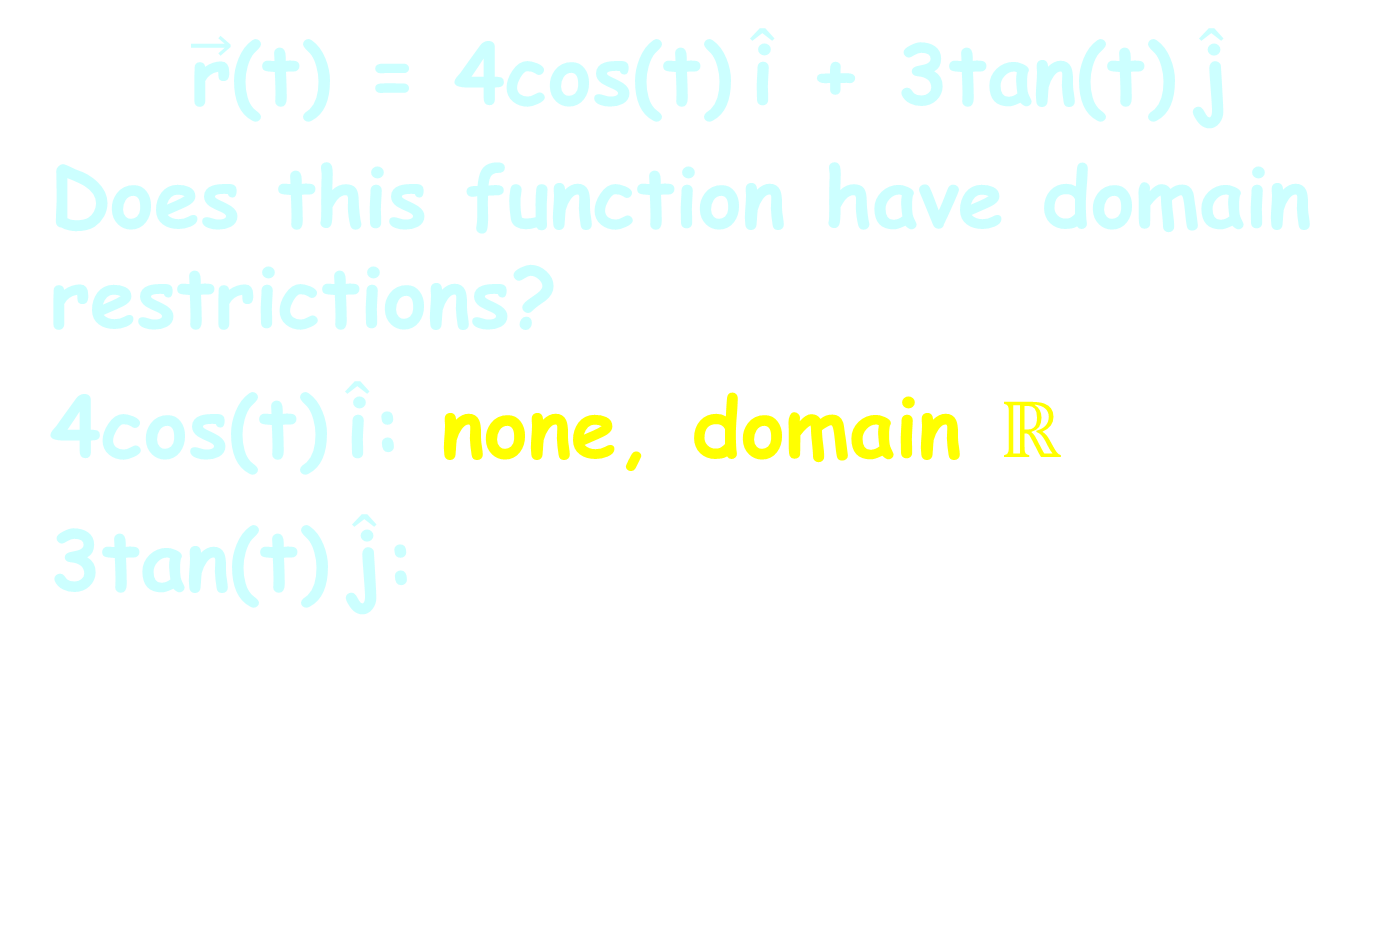 r⃗(t) = 4cos(t) î + 3tan(t) ĵ
Does this function have domain
restrictions?
4cos(t) î: none, domain ℝ
3tan(t) ĵ: